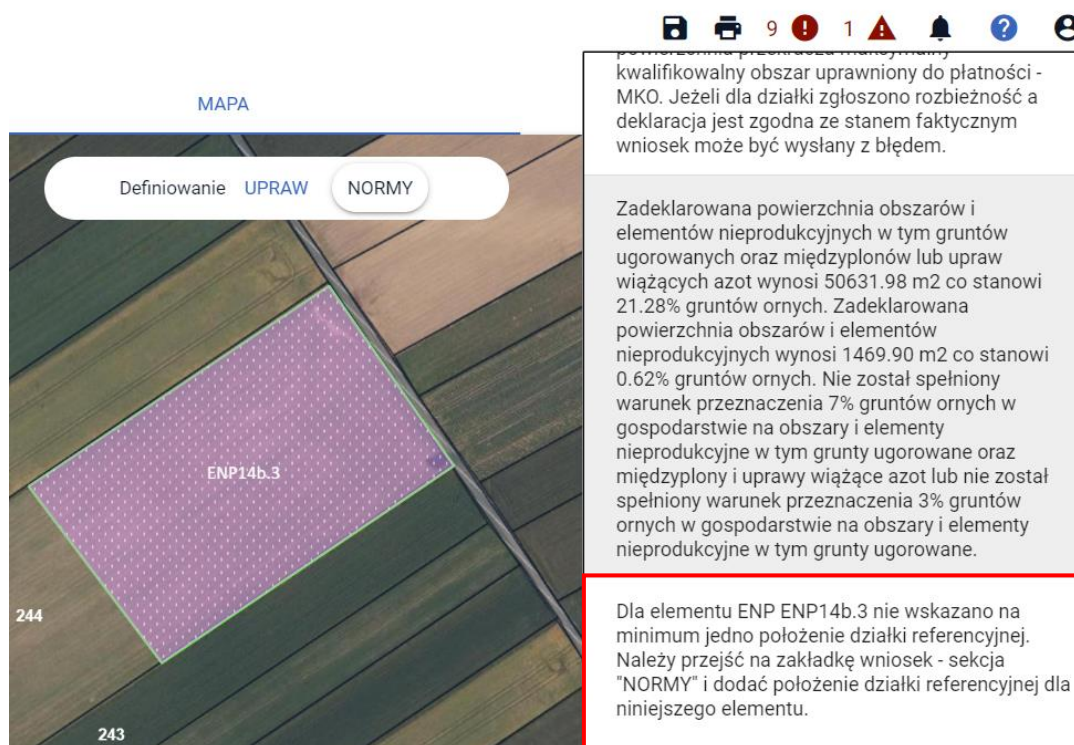 9 1
MAPA
Definiowanie UPRAW NORMY
ENP14b.3
244
243
kwalifikowalny obszar uprawniony do płatności -
MKO. Jeżeli dla działki zgłoszono rozbieżność a
deklaracja jest zgodna ze stanem faktycznym
wniosek może być wysłany z błędem.
Zadeklarowana powierzchnia obszarów i
elementów nieprodukcyjnych w tym gruntów
ugorowanych oraz międzyplonów lub upraw
wiążących azot wynosi 50631.98 m2 co stanowi
21.28% gruntów ornych. Zadeklarowana
powierzchnia obszarów i elementów
nieprodukcyjnych wynosi 1469.90 m2 co stanowi
0.62% gruntów ornych. Nie został spełniony
warunek przeznaczenia 7% gruntów ornych w
gospodarstwie na obszary i elementy
nieprodukcyjne w tym grunty ugorowane oraz
międzyplony i uprawy wiążące azot lub nie został
spełniony warunek przeznaczenia 3% gruntów
ornych w gospodarstwie na obszary i elementy
nieprodukcyjne w tym grunty ugorowane.
Dla elementu ENP ENP14b.3 nie wskazano na
minimum jedno położenie działki referencyjnej.
Należy przejść na zakładkę wniosek - sekcja
"NORMY" i dodać położenie działki referencyjnej dla
niniejszego elementu.